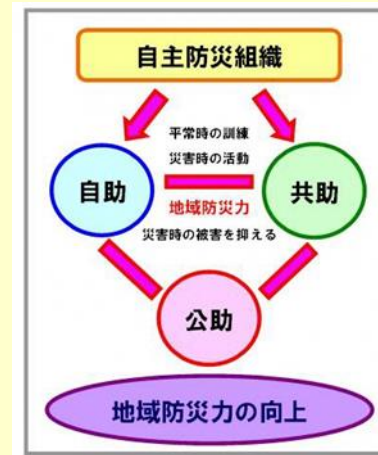 自主防災組織
平常時の訓練
災害時の活動
自助
共助
地域防災力
災害時の被害を抑える
公助
地域防災力の向上